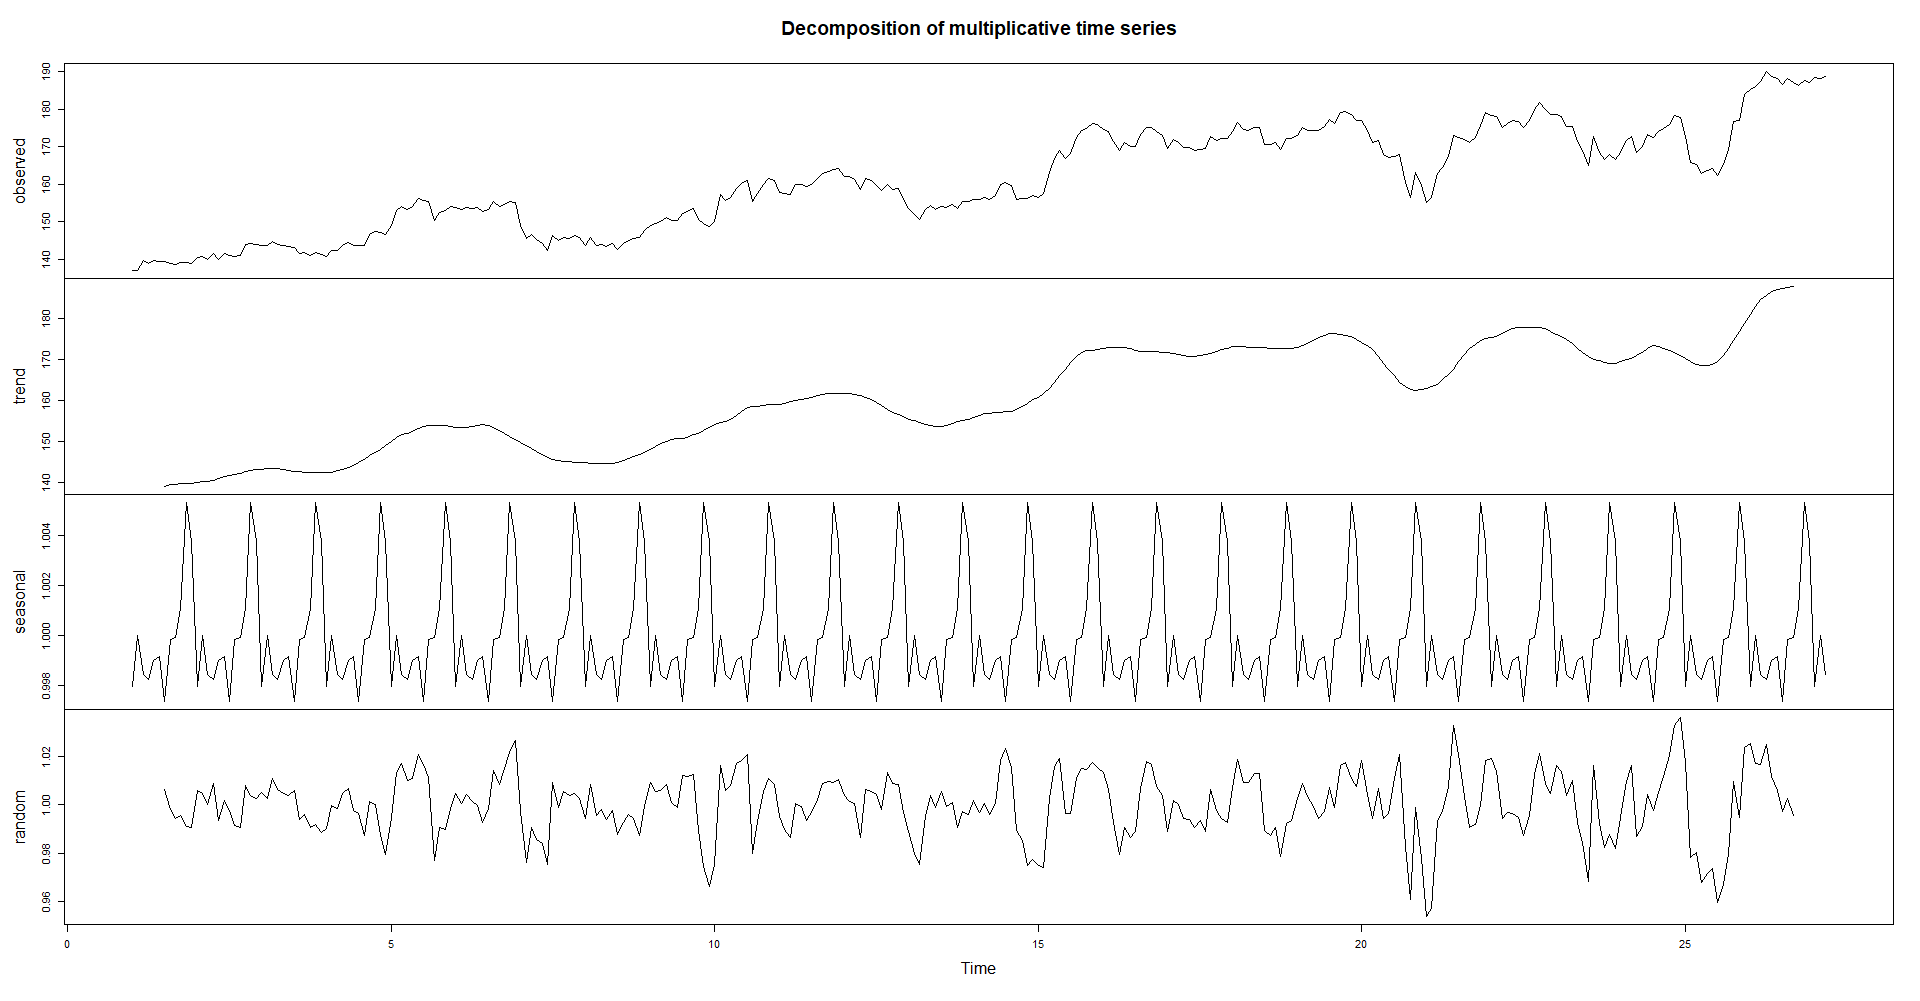 Decomposition of multiplicative time series
observed
140 150 160 170 180 190
trend
140 150 160 170 180
seasonal
0.998 1.000 1.002 1.004
random
0.96 0.98 1.00 1.02
0 5 10 15 20 25
Time